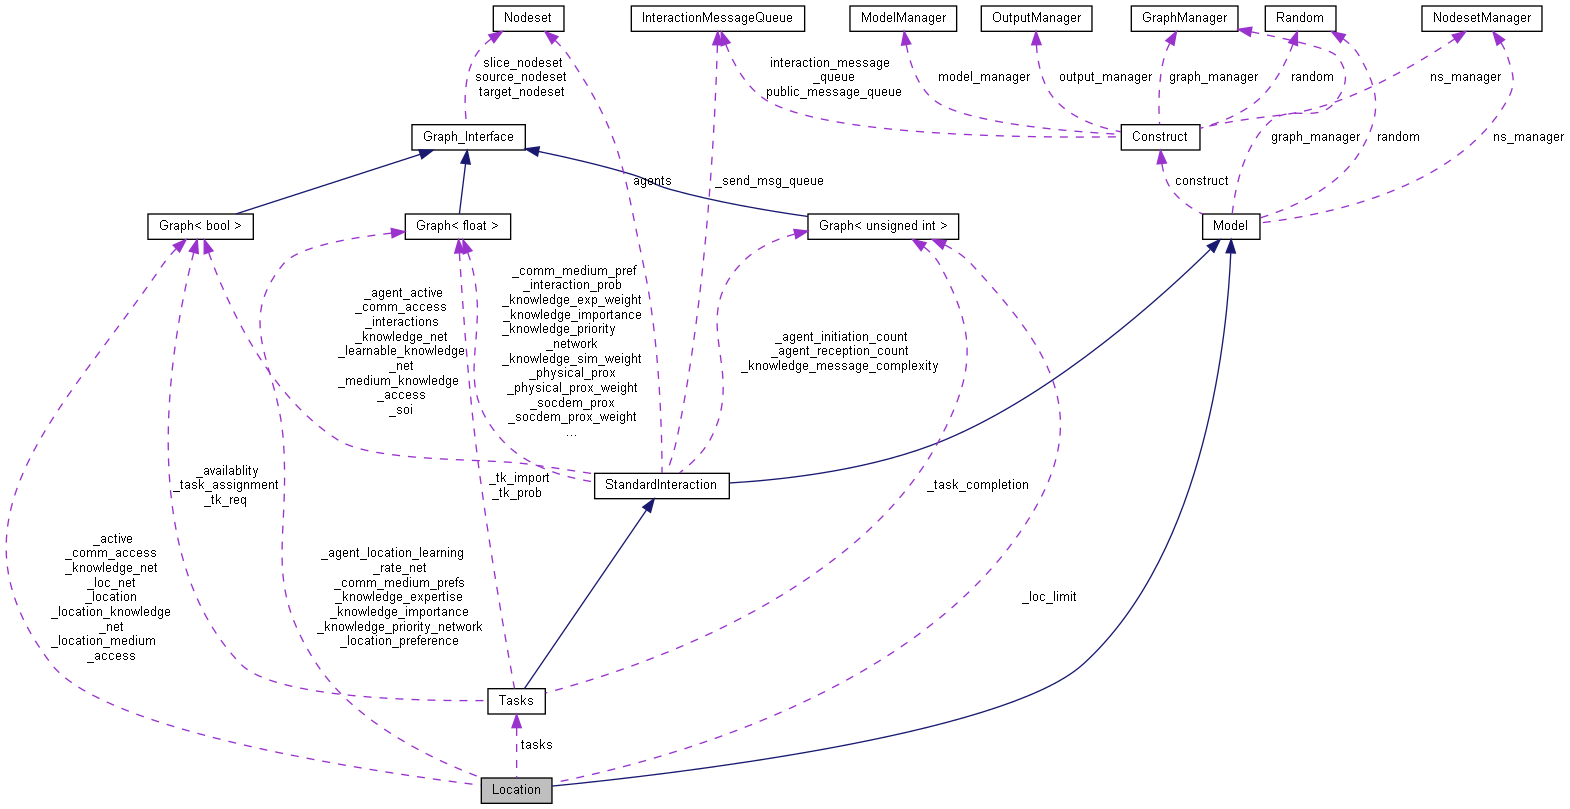 Nodeset
InteractionMessageQueue
ModelManager
OutputManager
GraphManager
Random
NodesetManager
slice_nodeset
source_nodeset
target_nodeset
interaction_message
_queue
public_message_queue
model_manager
output_manager
graph_manager
random
ns_manager
Graph_Interface
Construct
graph_manager
random
ns_manager
agents
_send_msg_queue
construct
Graph< bool >
Graph< float >
Graph< unsigned int >
Model
_agent_active
_comm_access
_interactions
_knowledge_net
_learnable_knowledge
_net
_medium_knowledge
_access
_soi
_comm_medium_pref
_interaction_prob
_knowledge_exp_weight
_knowledge_importance
_knowledge_priority
_network
_knowledge_sim_weight
_physical_prox
_physical_prox_weight
_socdem_prox
_socdem_prox_weight
...
_agent_initiation_count
_agent_reception_count
_knowledge_message_complexity
_availablity
_task_assignment
_tk_req
_tk_import
_tk_prob
StandardInteraction
_task_completion
_active
_comm_access
_knowledge_net
_loc_net
_location
_location_knowledge
_net
_location_medium
_access
_agent_location_learning
_rate_net
_comm_medium_prefs
_knowledge_expertise
_knowledge_importance
_knowledge_priority_network
_location_preference
_loc_limit
Tasks
tasks
Location